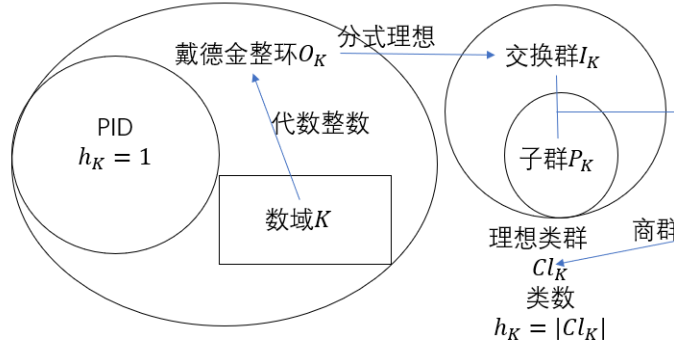 戴德金整环O_K
分式理想
交换群I_K
PID
h_K = 1
代数整数
子群P_K
数域K
理想类群
商群
Cl_K
类数
h_K = |Cl_K|